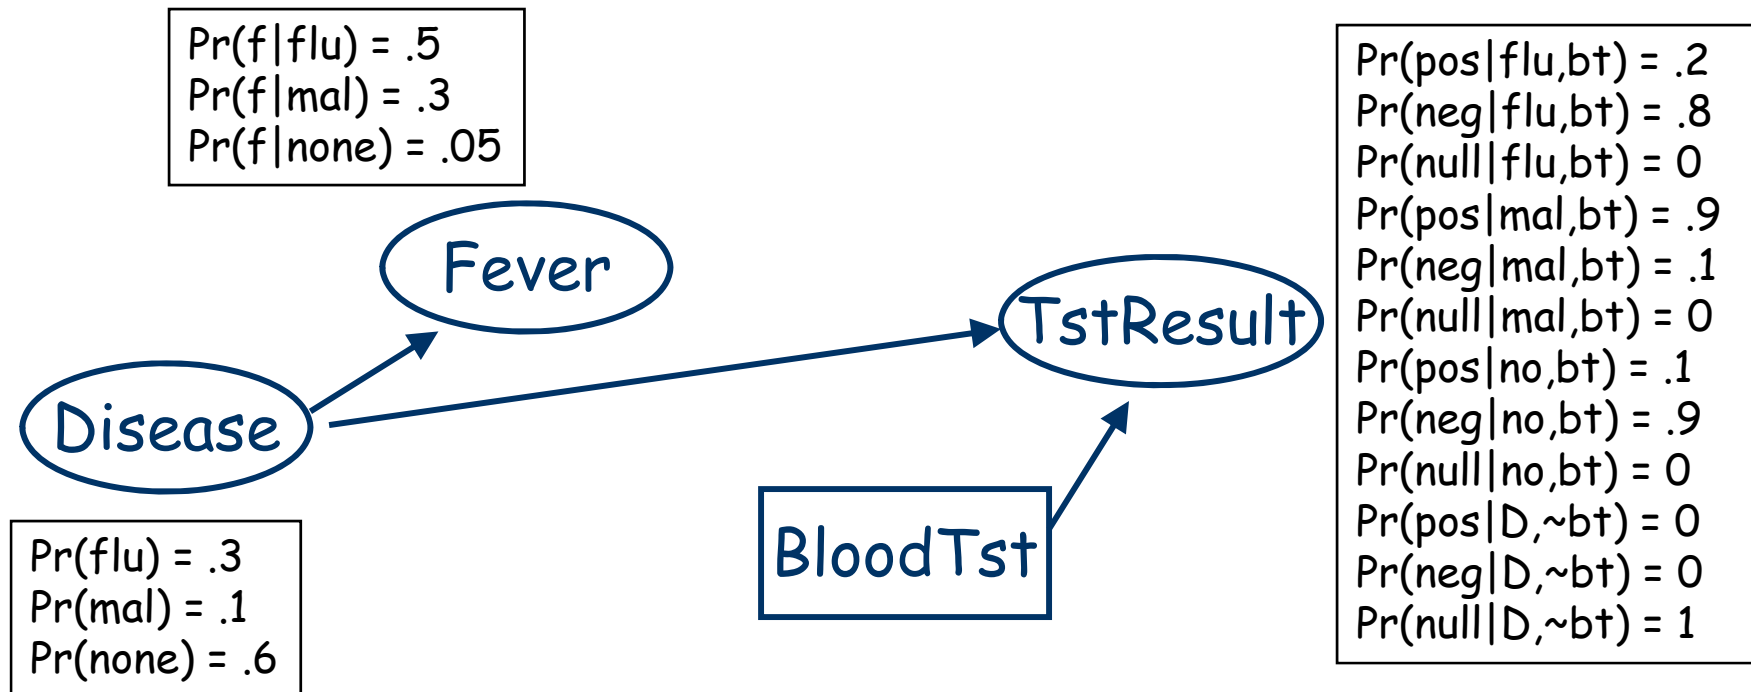 Pr(f|flu) = .5
Pr(f|mal) = .3
Pr(f|none) = .05
Fever
Disease
Pr(flu) = .3
Pr(mal) = .1
Pr(none) = .6
BloodTst
TstResult
Pr(pos|flu,bt) = .2
Pr(neg|flu,bt) = .8
Pr(null|flu,bt) = 0
Pr(pos|mal,bt) = .9
Pr(neg|mal,bt) = .1
Pr(null|mal,bt) = 0
Pr(pos|no,bt) = .1
Pr(neg|no,bt) = .9
Pr(null|no,bt) = 0
Pr(pos|D,~bt) = 0
Pr(neg|D,~bt) = 0
Pr(null|D,~bt) = 1